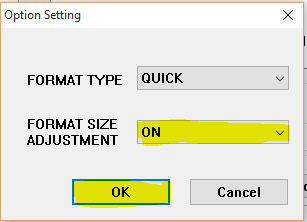 Option Setting
FORMAT TYPE QUICK
FORMAT SIZE
ADJUSTMENT ON
OK Cancel